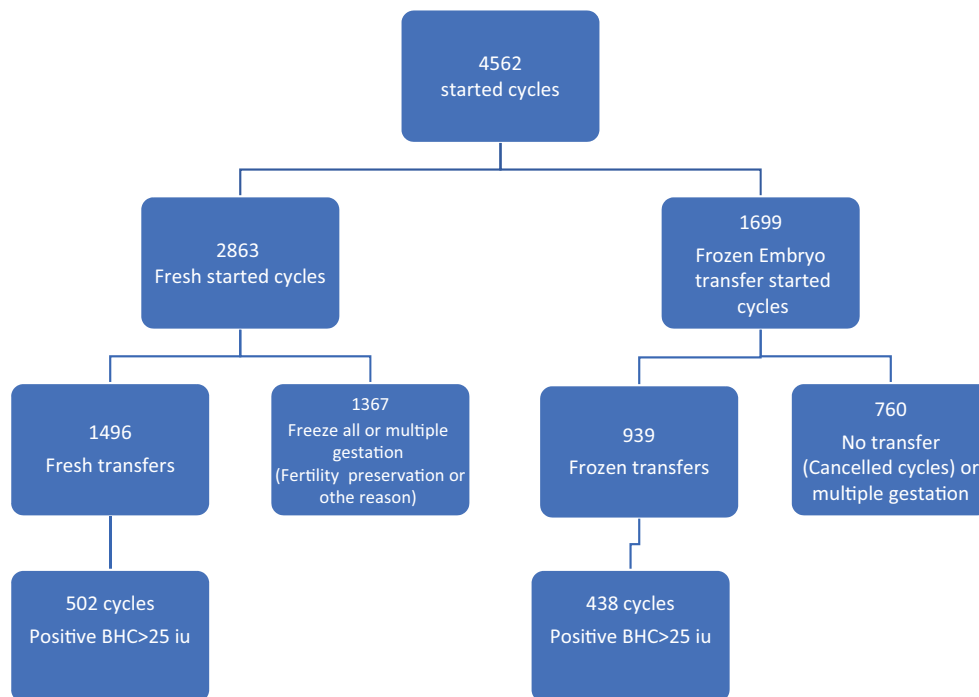 4562
started cycles
2863
Fresh started cycles
1699
Frozen Embryo
transfer started
cycles
1496
Fresh transfers
1367
Freeze all or multiple
gestation
(Fertility preservation or
othe reason)
939
Frozen transfers
760
No transfer
(Cancelled cycles) or
multiple gestation
502 cycles
Positive BHC>25 iu
438 cycles
Positive BHC>25 iu